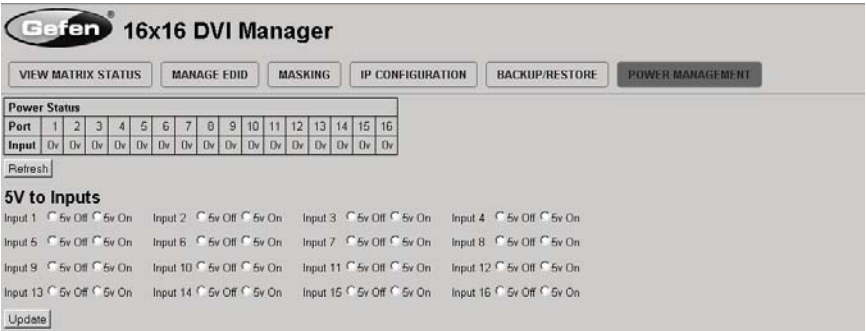 Gefen® 16x16 DVI Manager
VIEW MATRIX STATUS MANAGE EDID MASKING IP CONFIGURATION BACKUP/RESTORE POWER MANAGEMENT
Power Status
Port 1 2 3 4 5 6 7 8 9 10 11 12 13 14 15 16
Input 0v 0v 0v 0v 0v 0v 0v 0v 0v 0v 0v 0v 0v 0v 0v 0v
Refresh
5V to Inputs
Input 1 5v Off 5v On Input 2 5v Off 5v On Input 3 5v Off 5v On Input 4 5v Off 5v On
Input 5 5v Off 5v On Input 6 5v Off 5v On Input 7 5v Off 5v On Input 8 5v Off 5v On
Input 9 5v Off 5v On Input 10 5v Off 5v On Input 11 5v Off 5v On Input 12 5v Off 5v On
Input 13 5v Off 5v On Input 14 5v Off 5v On Input 15 5v Off 5v On Input 16 5v Off 5v On
Update